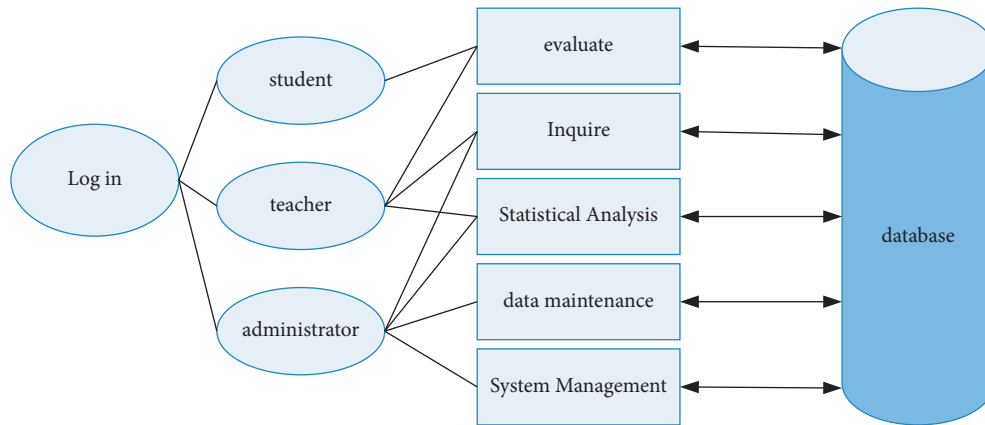 Log in
student
teacher
administrator
evaluate
Inquire
Statistical Analysis
data maintenance
System Management
database